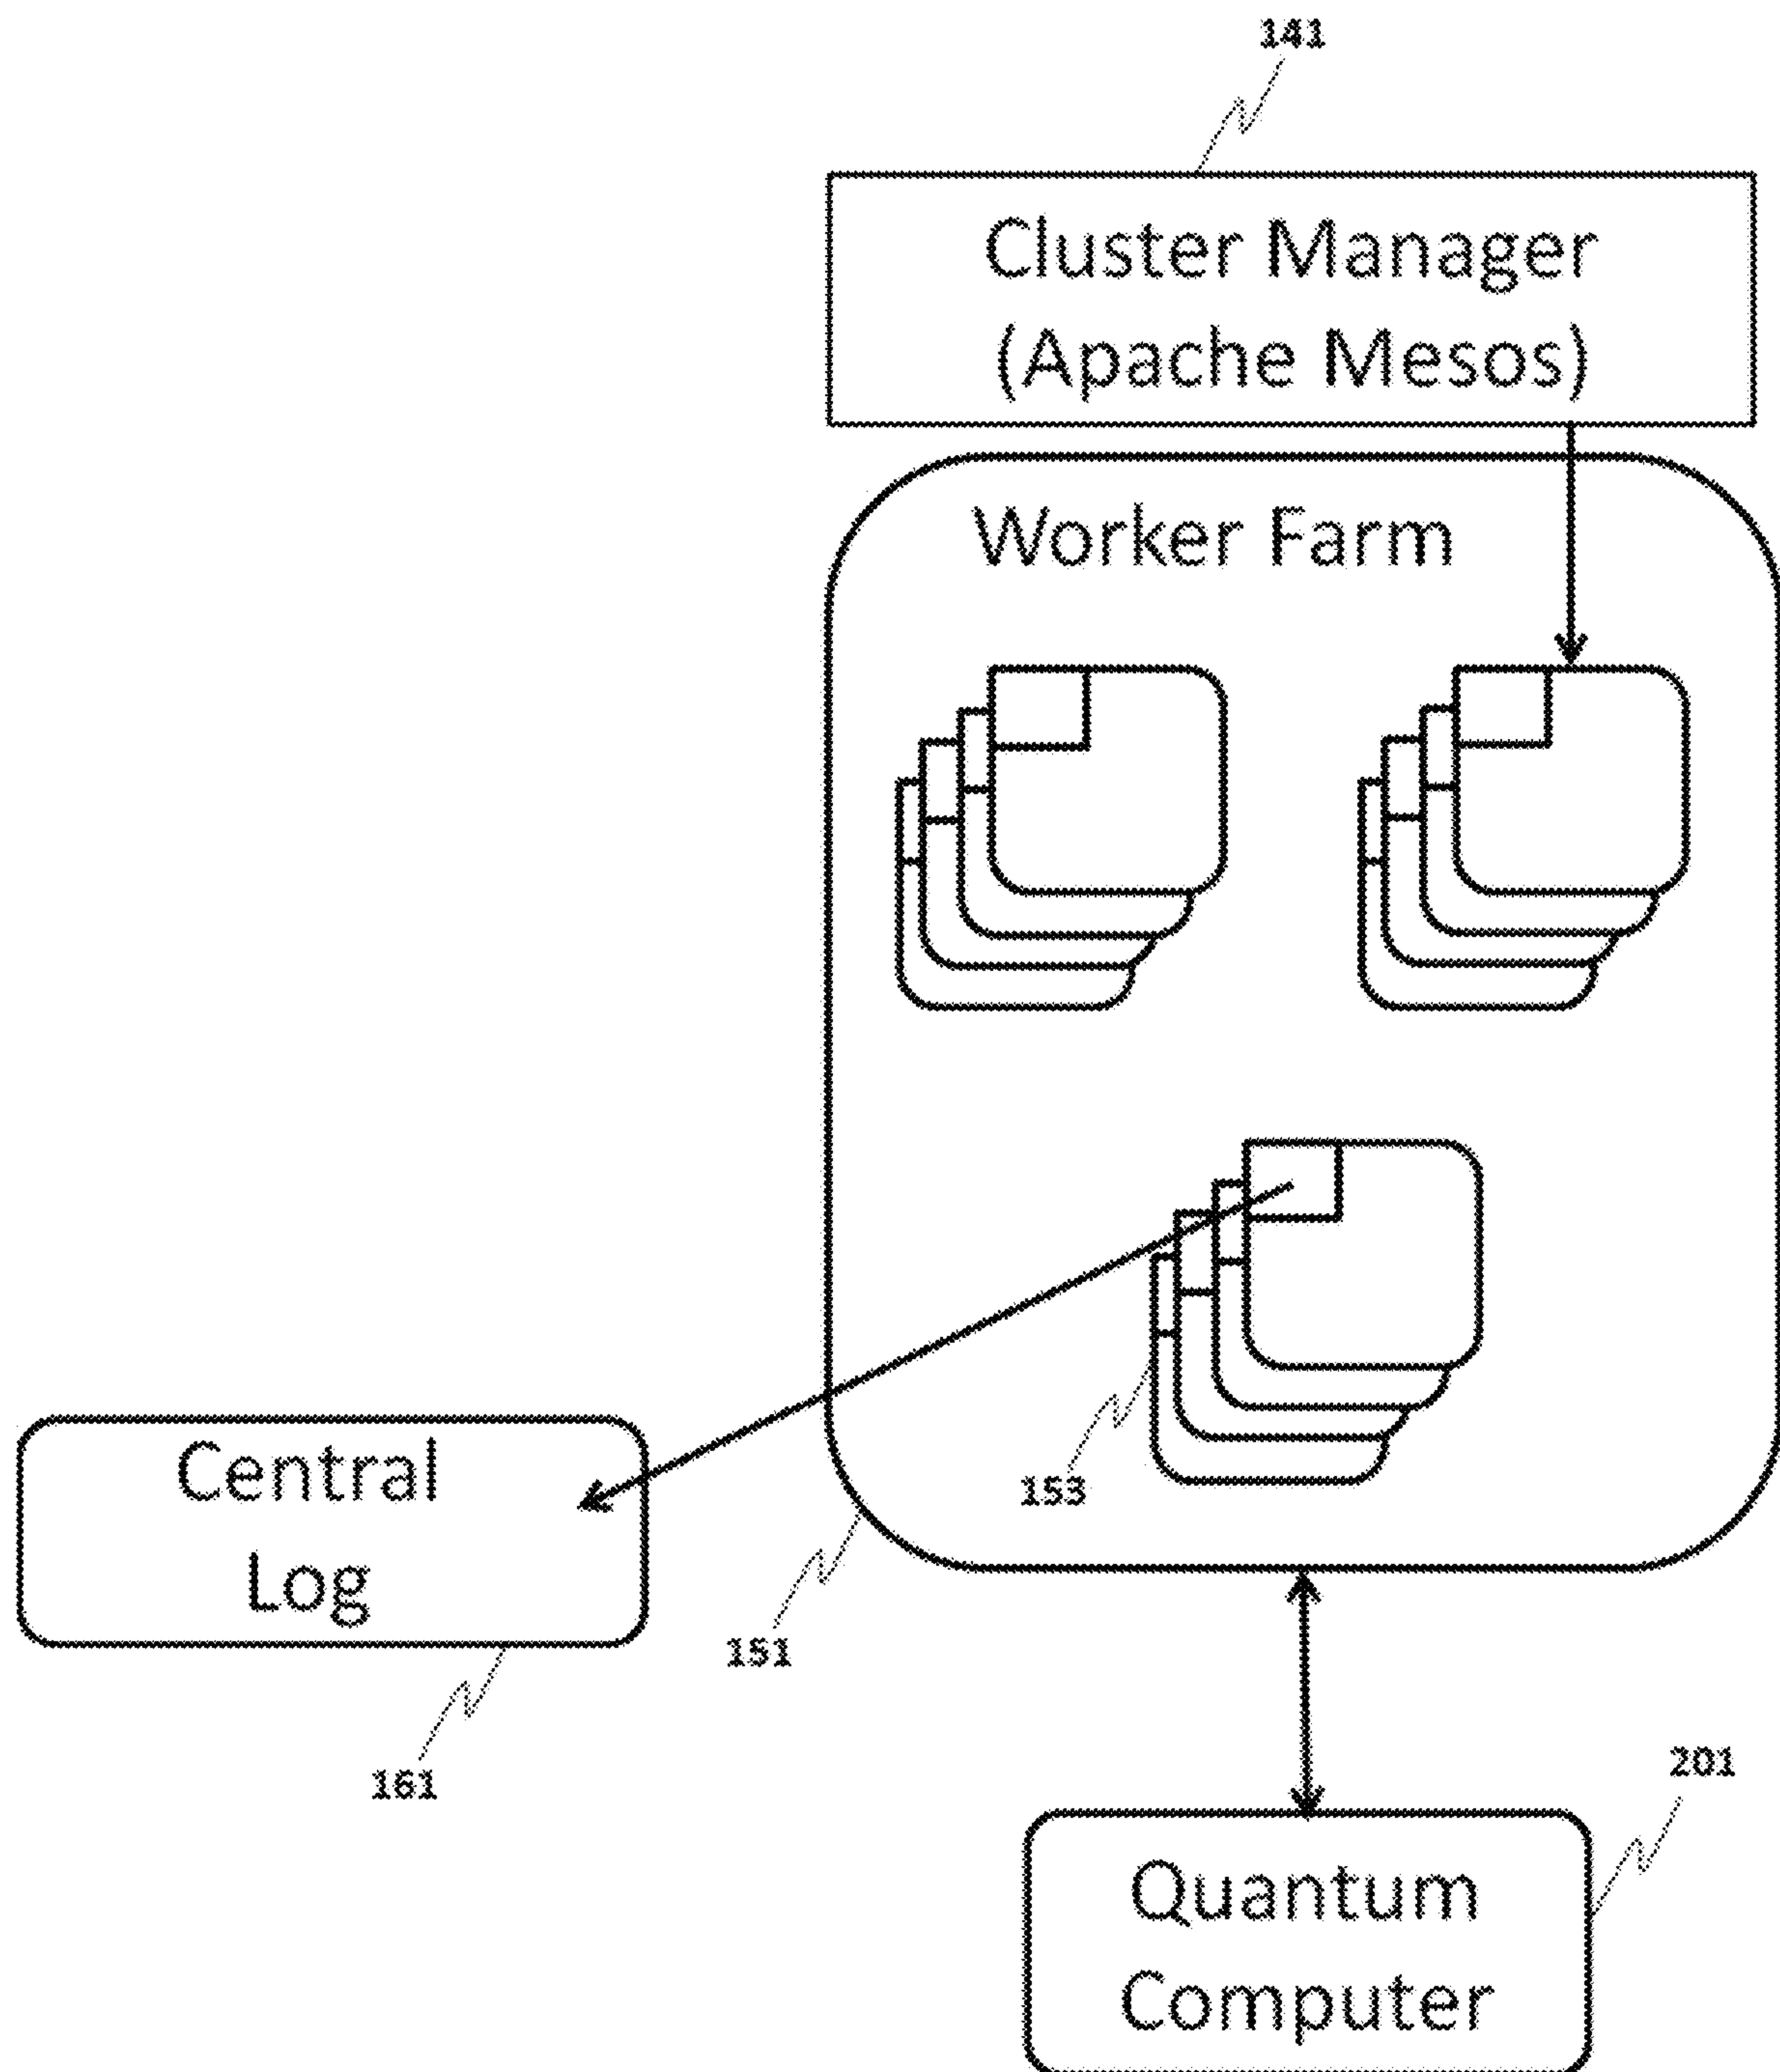 141
Cluster Manager
(Apache Mesos)
Worker Farm
153
Central
Log
151
161
201
Quantum
Computer